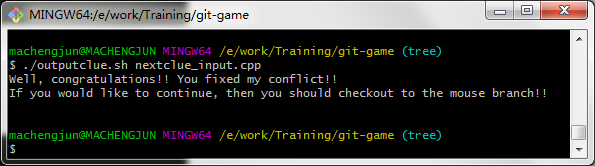 MINGW64:/e/work/Training/git-game
machengjun@MACHENGJUN MINGW64 /e/work/Training/git-game (tree)
$ ./outputclue.sh nextclue_input.cpp
Well, congratulations!! You fixed my conflict!!
If you would like to continue, then you should checkout to the mouse branch!!
machengjun@MACHENGJUN MINGW64 /e/work/Training/git-game (tree)
$